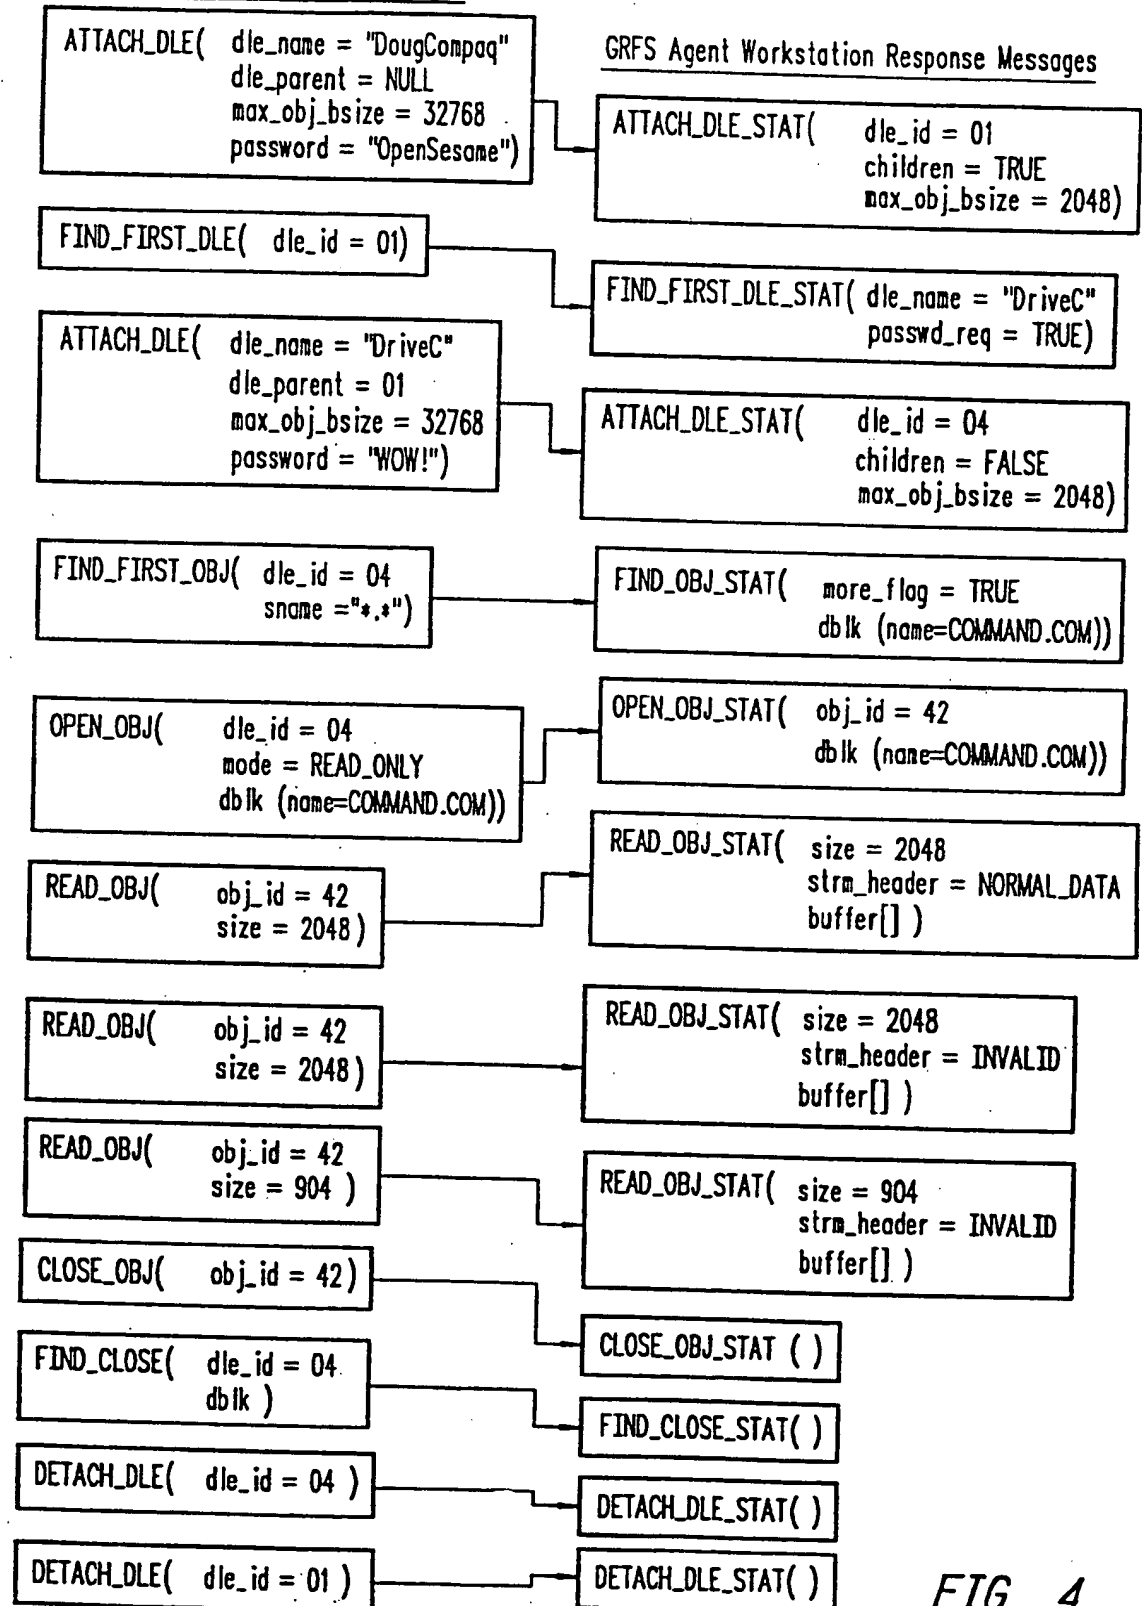 ATTACH_DLE( dle_name = "DougCompaq"
dle_parent = NULL
max_obj_bsize = 32768
password = "OpenSesame")
GRFS Agent Workstation Response Messages
ATTACH_DLE_STAT( dle_id = 01
children = TRUE
max_obj_bsize = 2048)
FIND_FIRST_DLE( dle_id = 01)
FIND_FIRST_DLE_STAT( dle_name = "DriveC"
passwd_req = TRUE)
ATTACH_DLE( dle_name = "DriveC"
dle_parent = 01
max_obj_bsize = 32768
password = "WOW!")
ATTACH_DLE_STAT( dle_id = 04
children = FALSE
max_obj_bsize = 2048)
FIND_FIRST_OBJ( dle_id = 04
sname ="*.*")
FIND_OBJ_STAT( more_flag = TRUE
dblk (name=COMMAND.COM))
OPEN_OBJ( dle_id = 04
mode = READ_ONLY
dblk (name=COMMAND.COM))
OPEN_OBJ_STAT( obj_id = 42
dblk (name=COMMAND.COM))
READ_OBJ( obj_id = 42
size = 2048)
READ_OBJ_STAT( size = 2048
strm_header = NORMAL_DATA
buffer[] )
READ_OBJ( obj_id = 42
size = 2048)
READ_OBJ_STAT( size = 2048
strm_header = INVALID
buffer[] )
READ_OBJ( obj_id = 42
size = 904 )
READ_OBJ_STAT( size = 904
strm_header = INVALID
buffer[] )
CLOSE_OBJ( obj_id = 42)
CLOSE_OBJ_STAT ( )
FIND_CLOSE( dle_id = 04
dblk )
FIND_CLOSE_STAT( )
DETACH_DLE( dle_id = 04 )
DETACH_DLE_STAT( )
DETACH_DLE( dle_id = 01 )
DETACH_DLE_STAT( )
FIG 4